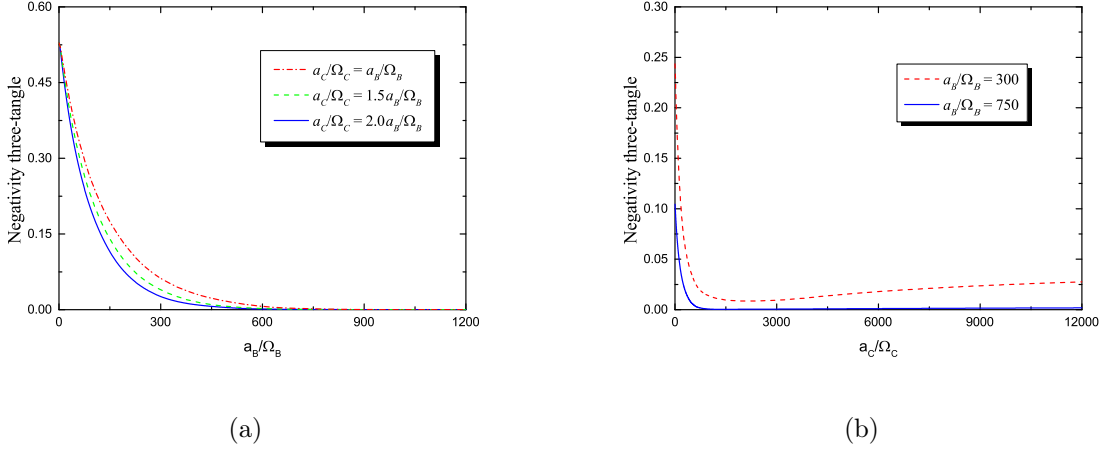 0.60
0.45
0.30
0.15
0.00
Negativity three-tangle
a_C/Ω_C = a_B/Ω_B
a_C/Ω_C = 1.5a_B/Ω_B
a_C/Ω_C = 2.0a_B/Ω_B
0 300 600 900 1200
a_B/Ω_B
(a)
0.30
0.25
0.20
0.15
0.10
0.05
0.00
Negativity three-tangle
a_B/Ω_B = 300
a_B/Ω_B = 750
0 3000 6000 9000 12000
a_C/Ω_C
(b)